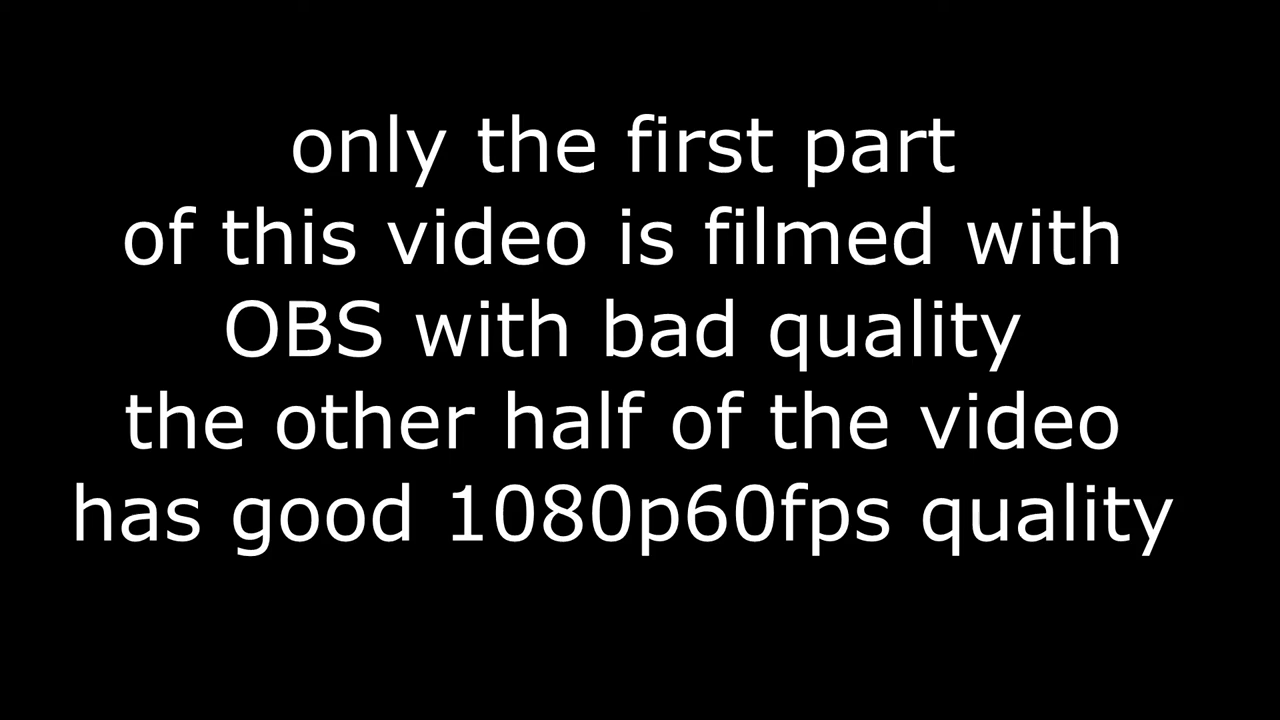 only the first part
of this video is filmed with
OBS with bad quality
the other half of the video
has good 1080p60fps quality